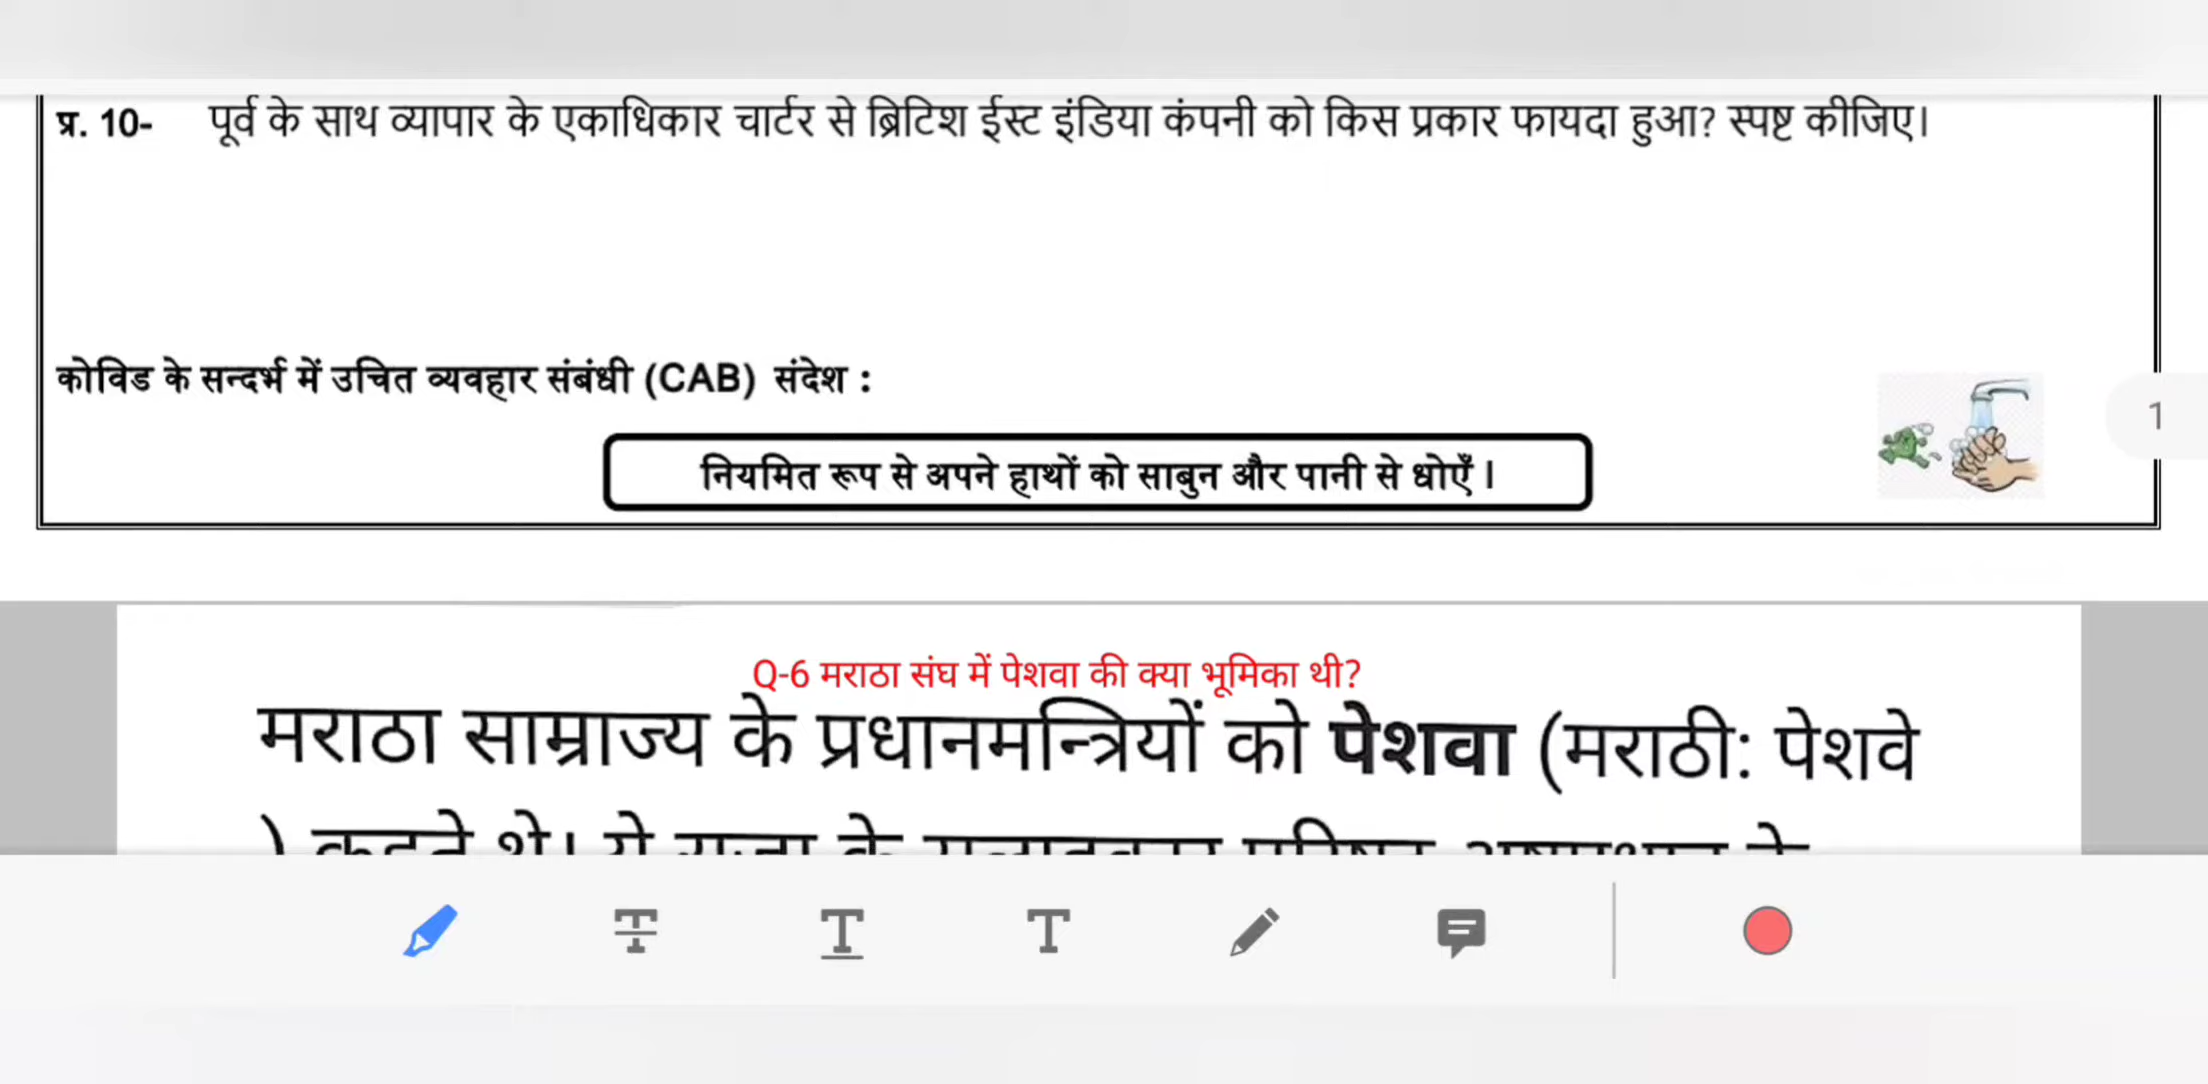 प्र. 10- पूर्व के साथ व्यापार के एकाधिकार चार्टर से ब्रिटिश ईस्ट इंडिया कंपनी को किस प्रकार फायदा हुआ? स्पष्ट कीजिए।
कोविड के सन्दर्भ में उचित व्यवहार संबंधी (CAB) संदेश :
1
नियमित रूप से अपने हाथों को साबुन और पानी से धोएँ ।
Q-6 मराठा संघ में पेशवा की क्या भूमिका थी?
मराठा साम्राज्य के प्रधानमन्त्रियों को पेशवा (मराठी: पेशवे
) कहते थे। ये राजा के
T T T